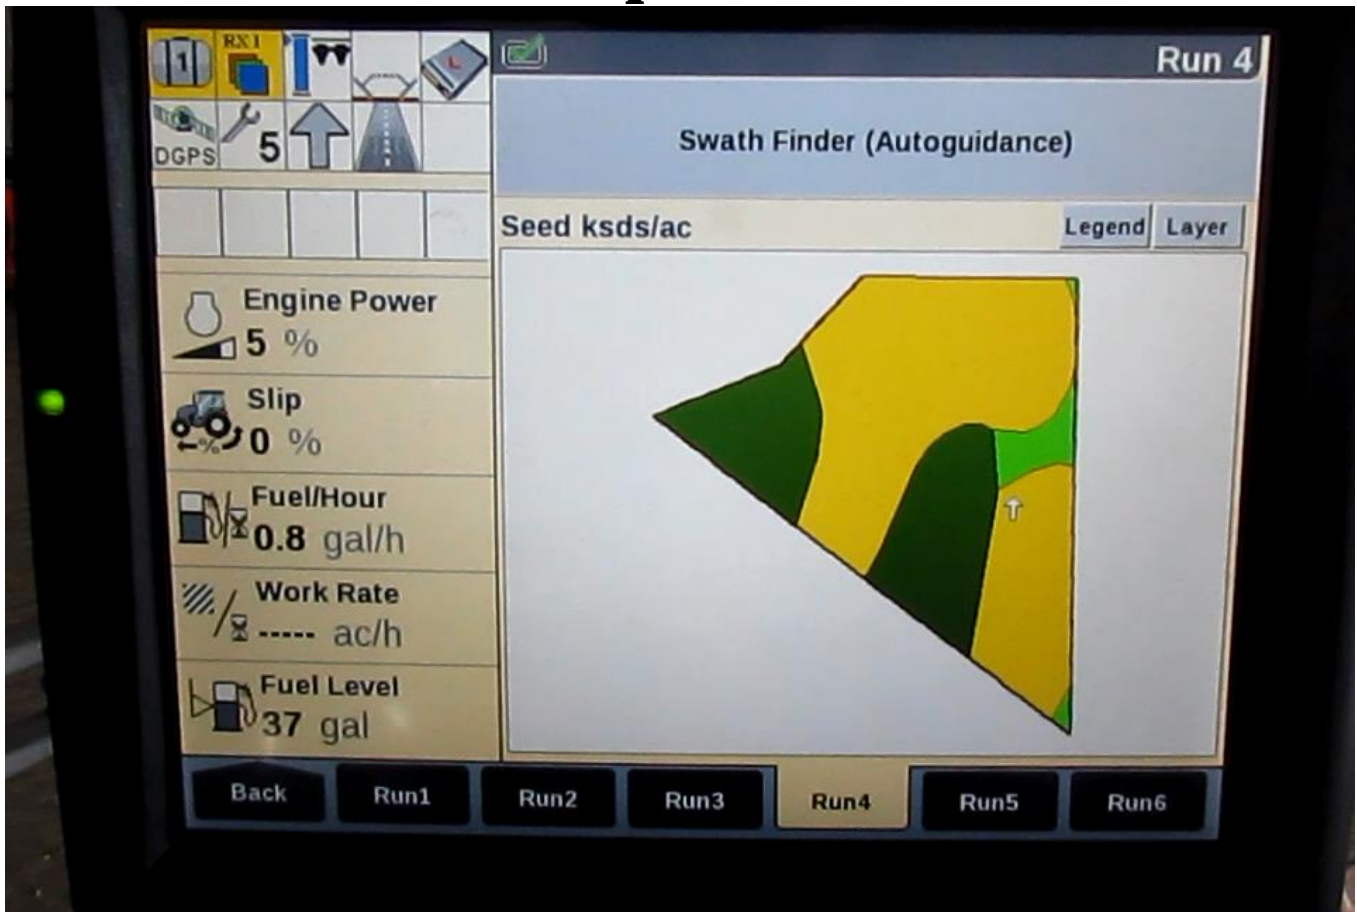 1
RX1
L
DGPS
5
Run 4
Swath Finder (Autoguidance)
Seed ksds/ac
Legend
Layer
Engine Power
5 %
Slip
%
0 %
Fuel/Hour
0.8 gal/h
Work Rate
----- ac/h
Fuel Level
37 gal
Back
Run1
Run2
Run3
Run4
Run5
Run6